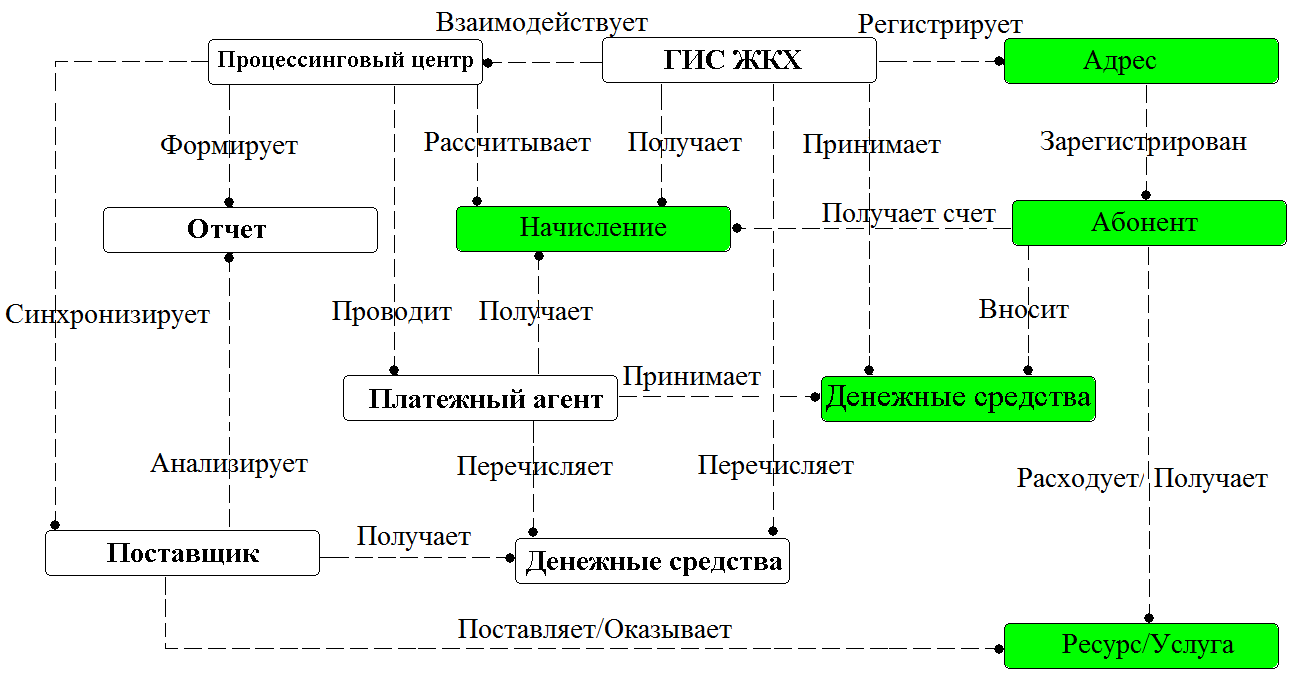 Взаимодействует
Регистрирует
Процессинговый центр
ГИС ЖКХ
Адрес
Формирует
Рассчитывает
Получает
Принимает
Зарегистрирован
Отчет
Начисление
Получает счет
Абонент
Синхронизирует
Проводит
Получает
Вносит
Платежный агент
Принимает
Денежные средства
Анализирует
Перечисляет
Перечисляет
Расходует/ Получает
Поставщик
Получает
Денежные средства
Поставляет/Оказывает
Ресурс/Услуга